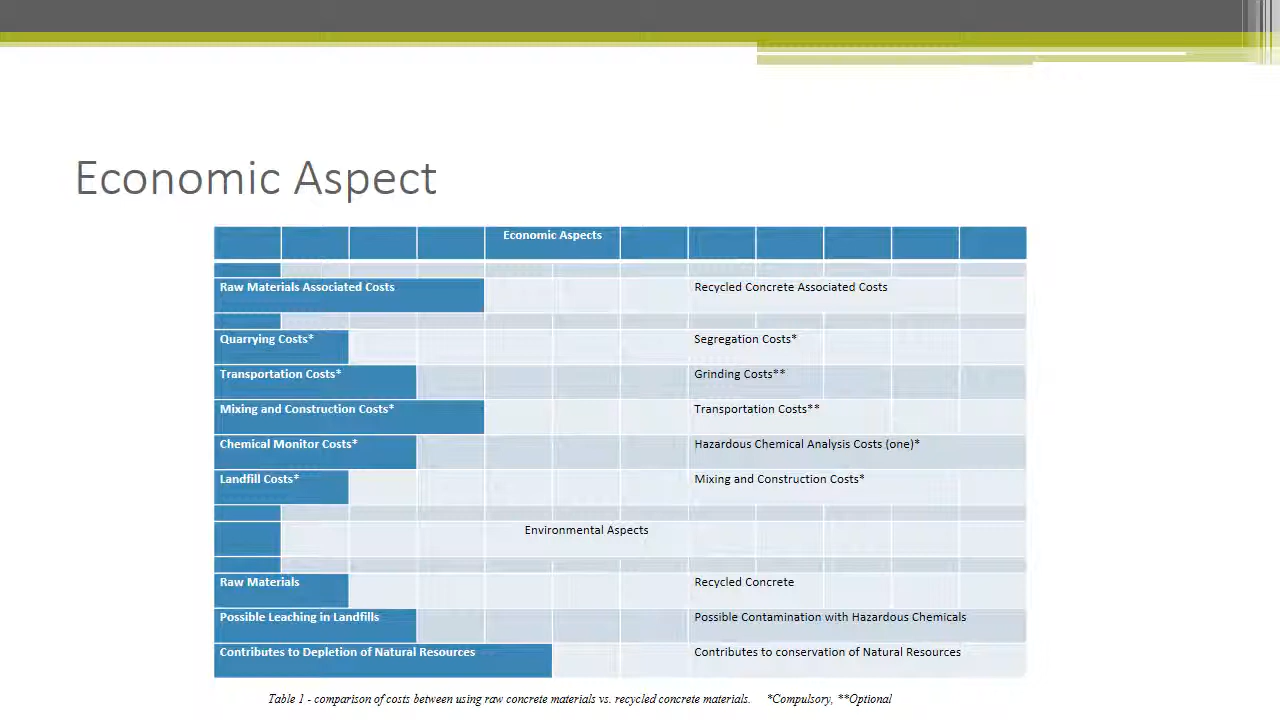 Economic Aspect
Economic Aspects
Raw Materials Associated Costs Recycled Concrete Associated Costs
Quarrying Costs* Segregation Costs*
Transportation Costs* Grinding Costs**
Mixing and Construction Costs* Transportation Costs**
Chemical Monitor Costs* Hazardous Chemical Analysis Costs (one)*
Landfill Costs* Mixing and Construction Costs*
Environmental Aspects
Raw Materials Recycled Concrete
Possible Leaching in Landfills Possible Contamination with Hazardous Chemicals
Contributes to Depletion of Natural Resources Contributes to conservation of Natural Resources
Table 1 - comparison of costs between using raw concrete materials vs. recycled concrete materials. *Compulsory, **Optional